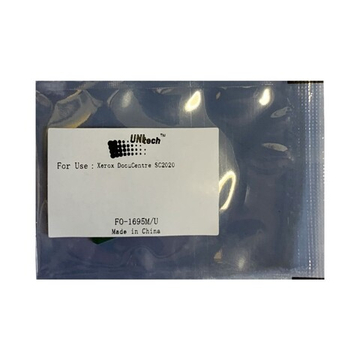 UNItech™
For Use : Xerox DocuCentre SC2020
FO-1695M/U
Made in China